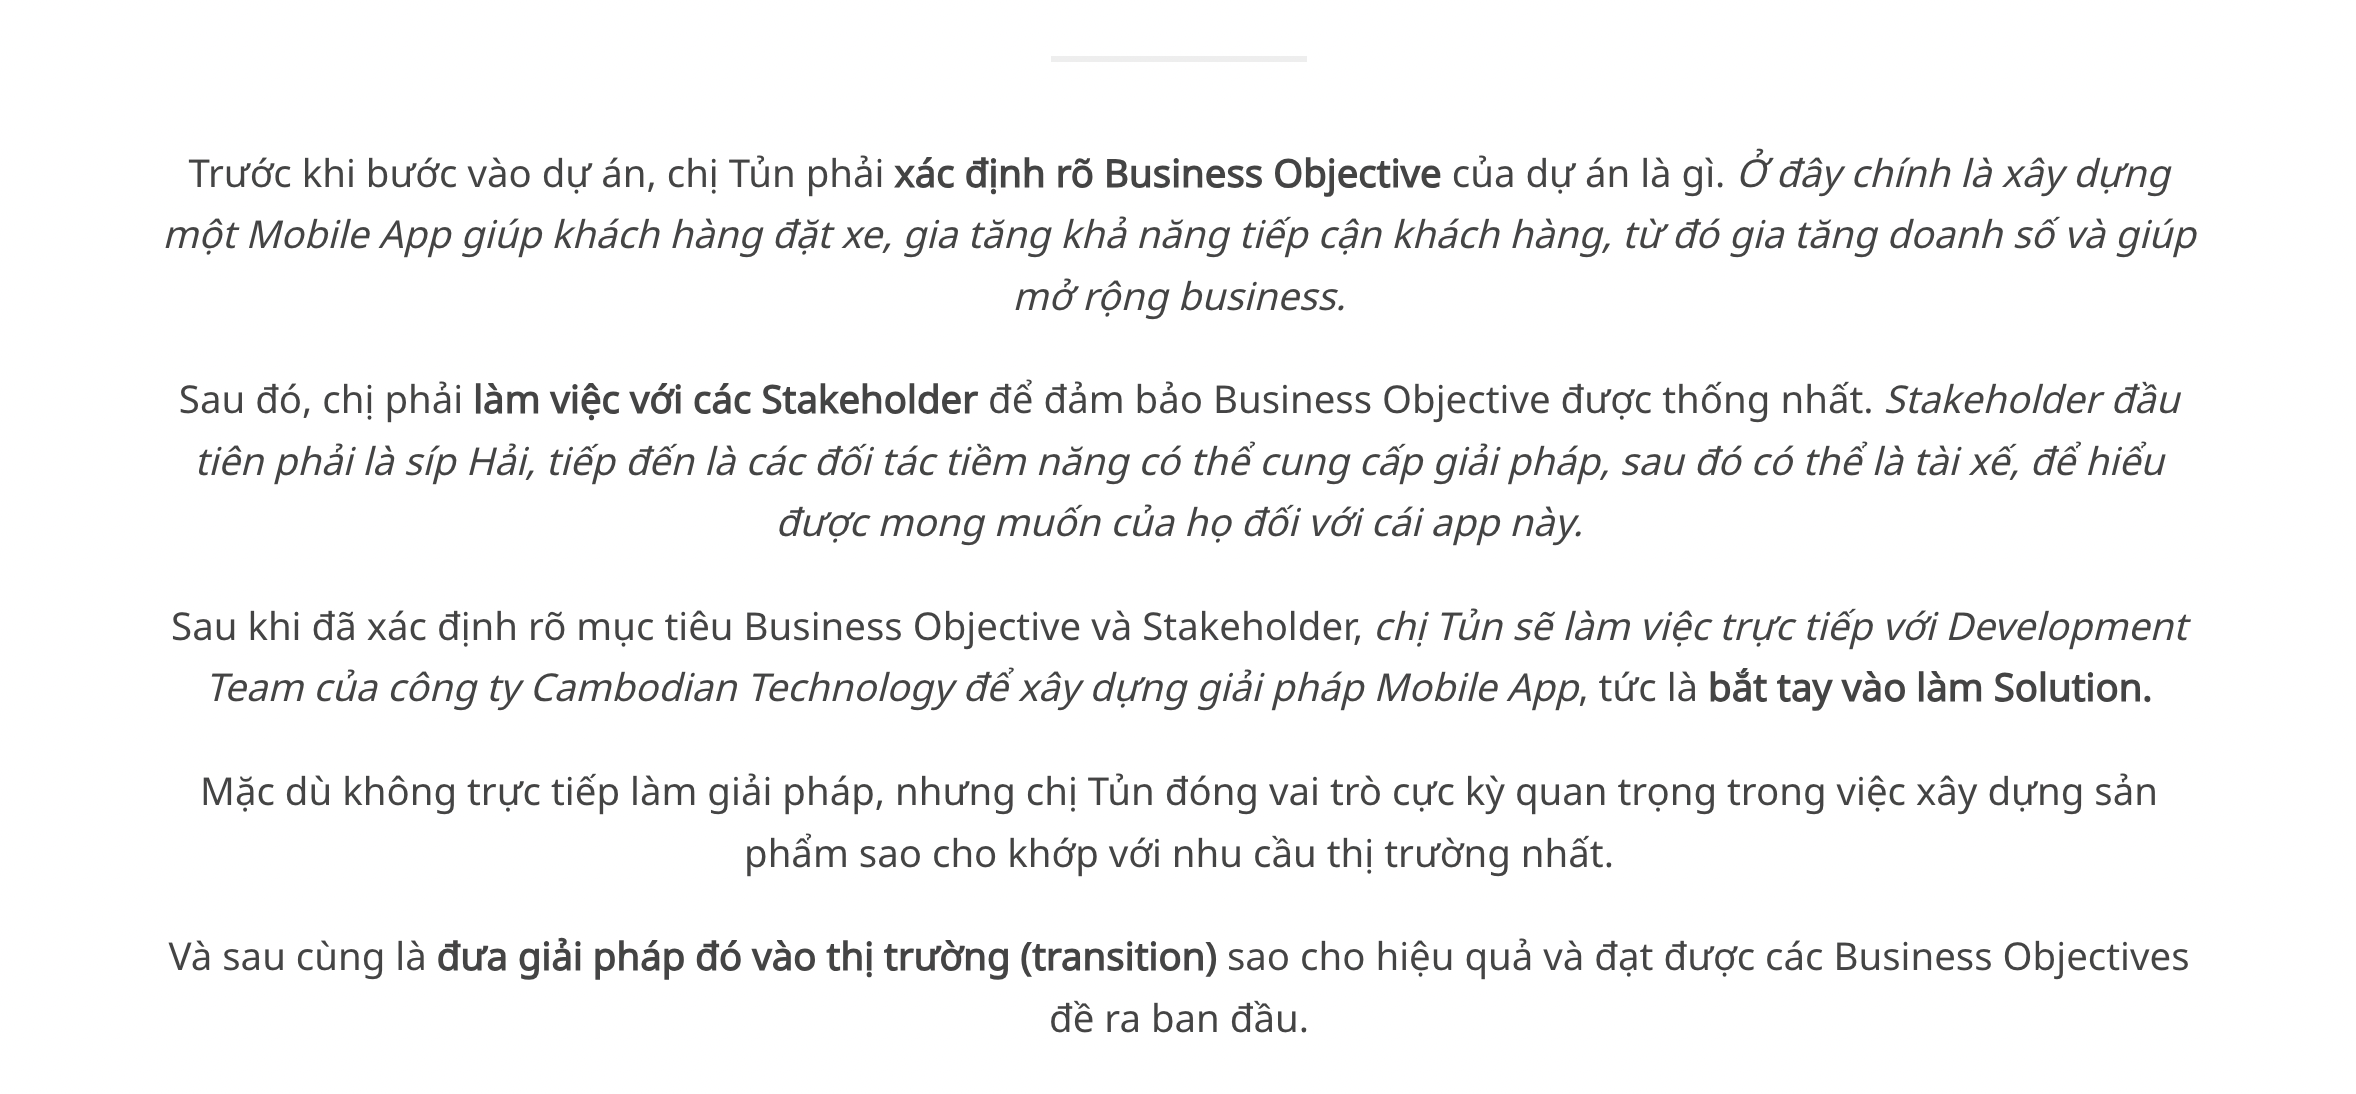 Trước khi bước vào dự án, chị Tủn phải xác định rõ Business Objective của dự án là gì. Ở đây chính là xây dựng
một Mobile App giúp khách hàng đặt xe, gia tăng khả năng tiếp cận khách hàng, từ đó gia tăng doanh số và giúp
mở rộng business.
Sau đó, chị phải làm việc với các Stakeholder để đảm bảo Business Objective được thống nhất. Stakeholder đầu
tiên phải là síp Hải, tiếp đến là các đối tác tiềm năng có thể cung cấp giải pháp, sau đó có thể là tài xế, để hiểu
được mong muốn của họ đối với cái app này.
Sau khi đã xác định rõ mục tiêu Business Objective và Stakeholder, chị Tủn sẽ làm việc trực tiếp với Development
Team của công ty Cambodian Technology để xây dựng giải pháp Mobile App, tức là bắt tay vào làm Solution.
Mặc dù không trực tiếp làm giải pháp, nhưng chị Tủn đóng vai trò cực kỳ quan trọng trong việc xây dựng sản
phẩm sao cho khớp với nhu cầu thị trường nhất.
Và sau cùng là đưa giải pháp đó vào thị trường (transition) sao cho hiệu quả và đạt được các Business Objectives
đề ra ban đầu.